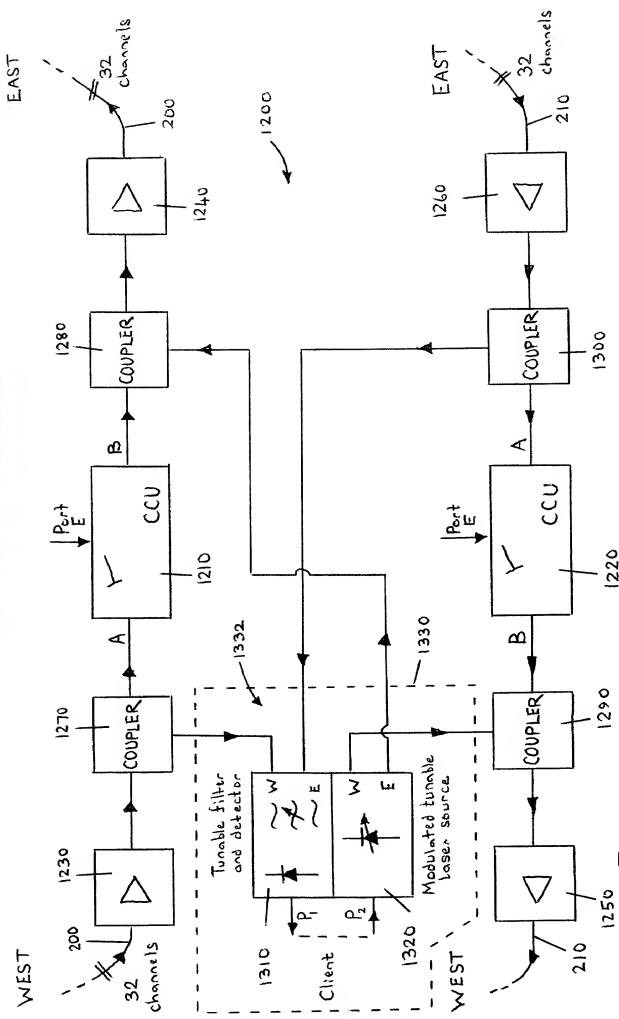 WEST
EAST
32
channels
200
1230
1270
COUPLER
A
Port
E
CCU
1210
B
1280
COUPLER
1240
200
32
channels
1200
1332
1330
Tunable filter
and detector
W
E
1310
P1
Client
P2
1320
W
E
Modulated tunable
laser source
WEST
EAST
210
1250
1290
COUPLER
B
Port
E
CCU
1220
A
1300
COUPLER
1260
210
32
channels